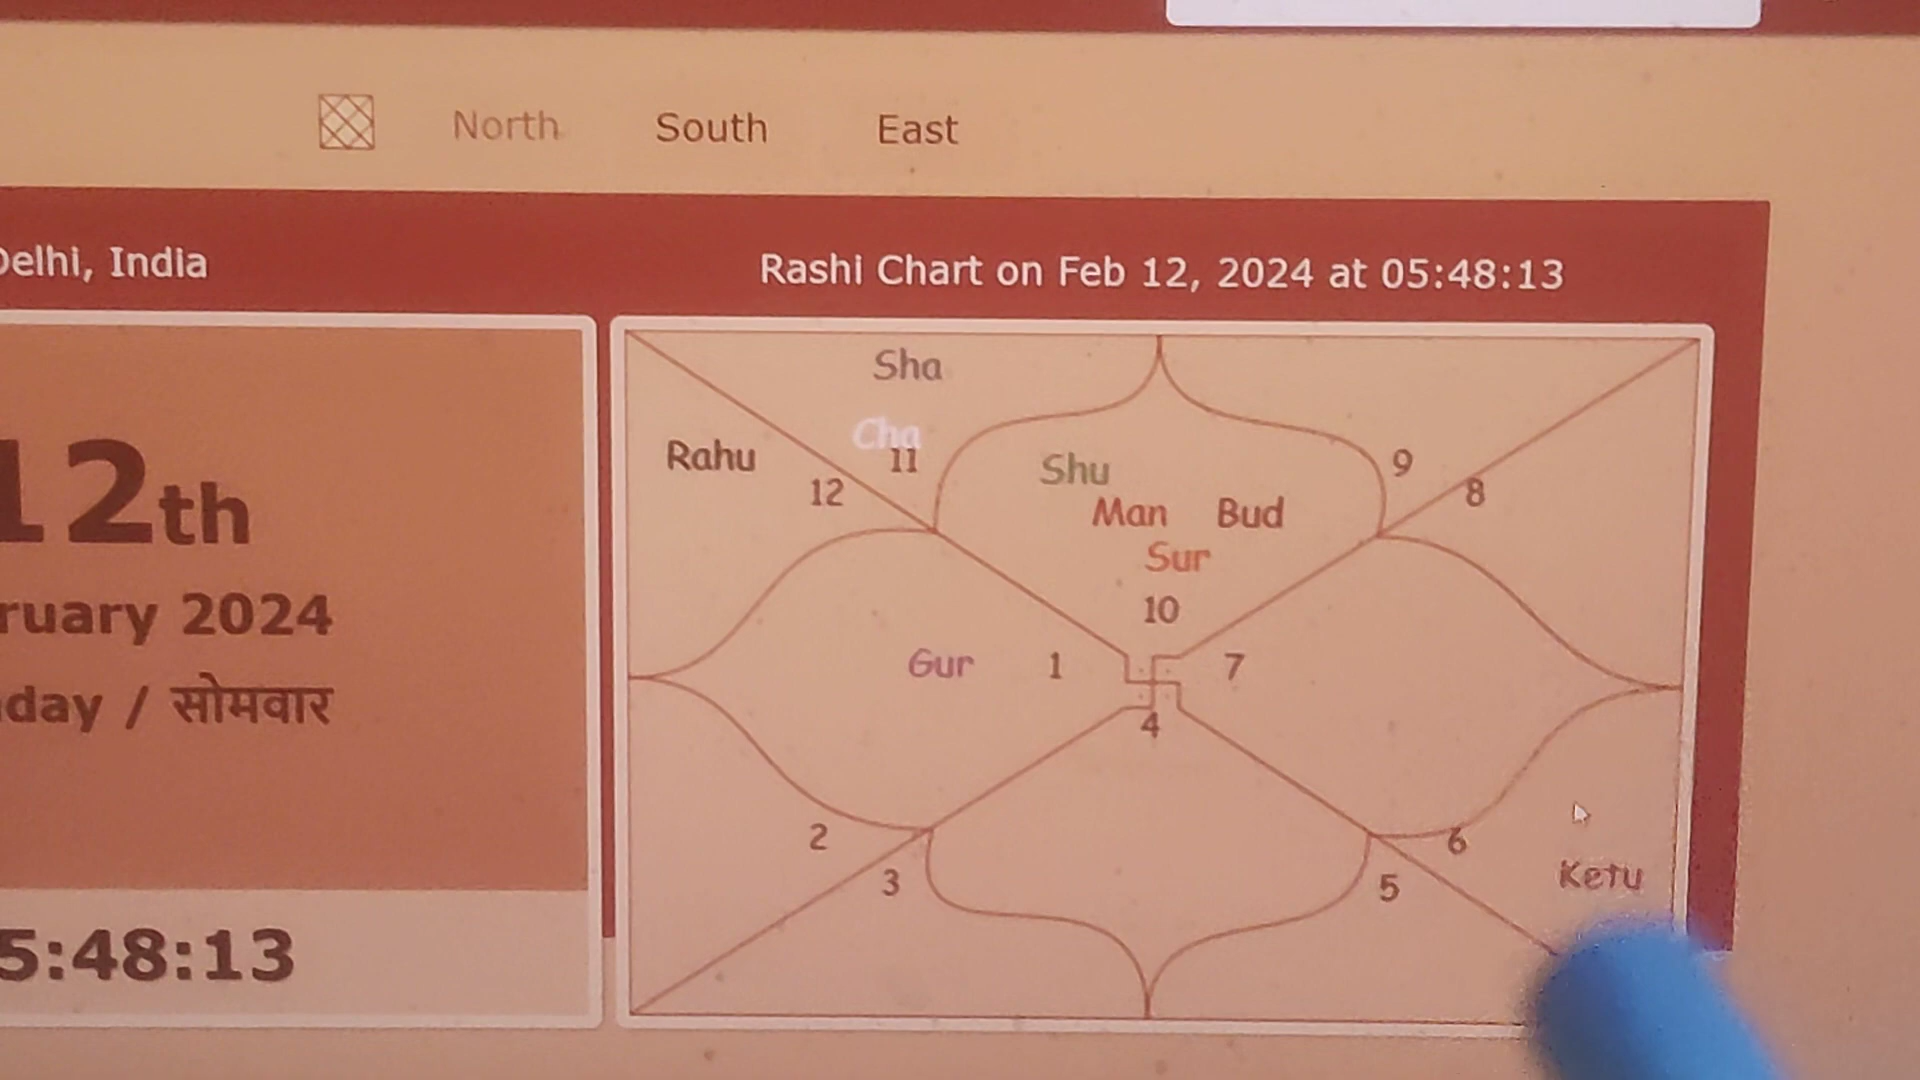 North South East
Delhi, India
Rashi Chart on Feb 12, 2024 at 05:48:13
Sha
Cha
11
Rahu
12
Shu
Man Bud
Sur
10
9
8
Gur
1
7
4
2
3
5
6
Ketu
12th
ruary 2024
day / सोमवार
5:48:13